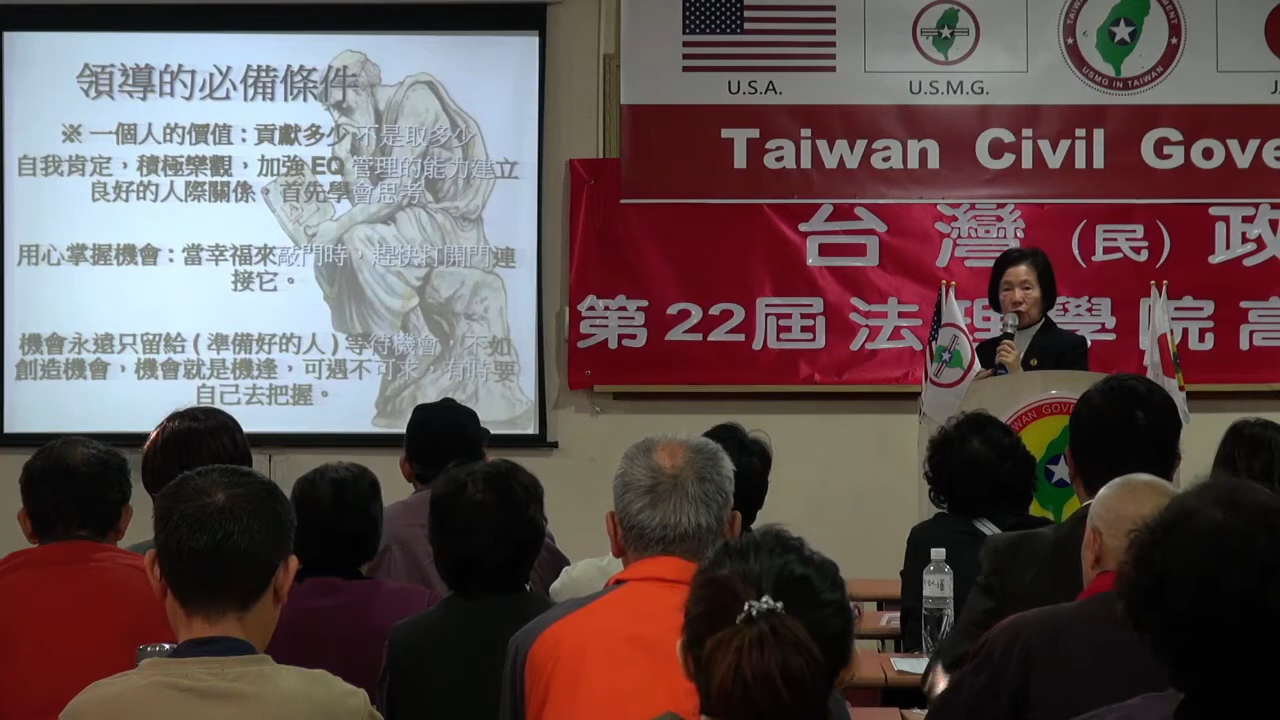 領導的必備條件
※ 一個人的價值：貢獻多少 不是取多少
自我肯定，積極樂觀，加強 EQ 管理的能力建立
良好的人際關係。首先學會思考
用心掌握機會：當幸福來敲門時，趕快打開門連
接它。
機會永遠只留給 ( 準備好的人 ) 等待機會，不如
創造機會，機會就是機逢，可遇不可求，有時要
自己去把握。
U.S.A.
U.S.M.G.
USMG IN TAIWAN
Taiwan Civil Gove
台灣（民）政
第22屆法理學院高